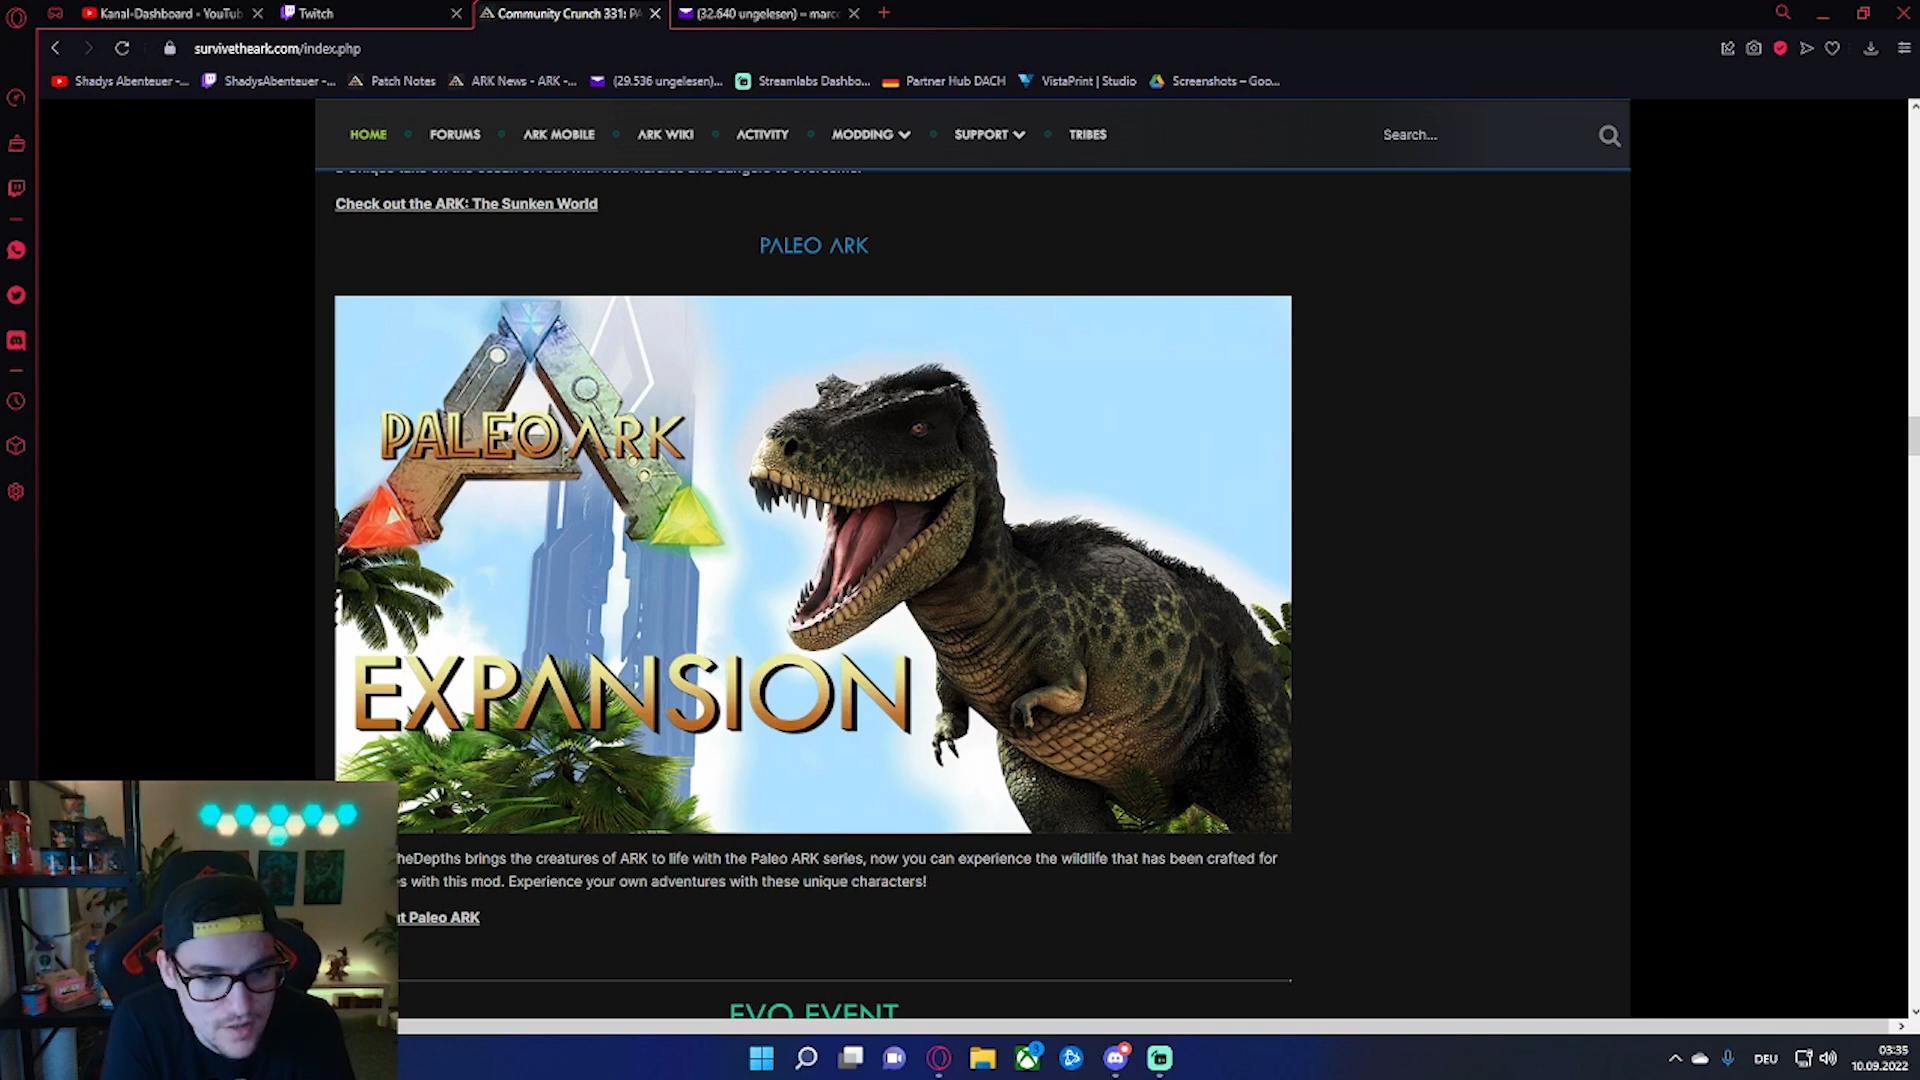 Kanal-Dashboard - YouTub
Twitch
Community Crunch 331: PA
(32.640 ungelesen) – marc
survivetheark.com/index.php
Shadys Abenteuer -...
ShadysAbenteuer -...
Patch Notes
ARK News - ARK -...
(29.536 ungelesen)...
Streamlabs Dashbo...
Partner Hub DACH
VistaPrint | Studio
Screenshots – Goo...
HOME
FORUMS
ARK MOBILE
ARK WIKI
ACTIVITY
MODDING
SUPPORT
TRIBES
Search...
Check out the ARK: The Sunken World
PALEO ARK
PALEO ARK
EXPANSION
heDepths brings the creatures of ARK to life with the Paleo ARK series, now you can experience the wildlife that has been crafted for
s with this mod. Experience your own adventures with these unique characters!
ut Paleo ARK
EVO EVENT
DEU
03:35
10.09.2022